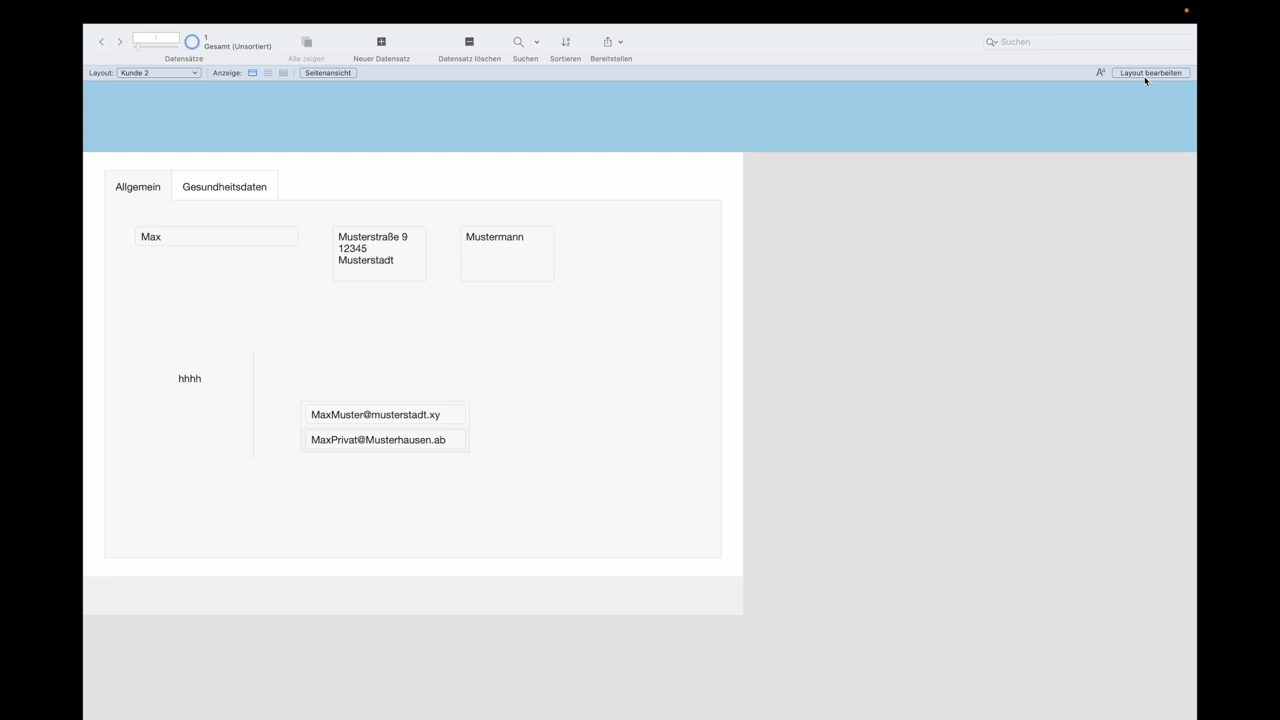 1
1
Gesamt (Unsortiert)
Datensätze
Alle zeigen
Neuer Datensatz
Datensatz löschen
Suchen
Sortieren
Bereitstellen
Suchen
Layout:
Kunde 2
Anzeige:
Seitenansicht
Layout bearbeiten
Allgemein
Gesundheitsdaten
Max
Musterstraße 9
12345
Musterstadt
Mustermann
hhhh
MaxMuster@musterstadt.xy
MaxPrivat@Musterhausen.ab